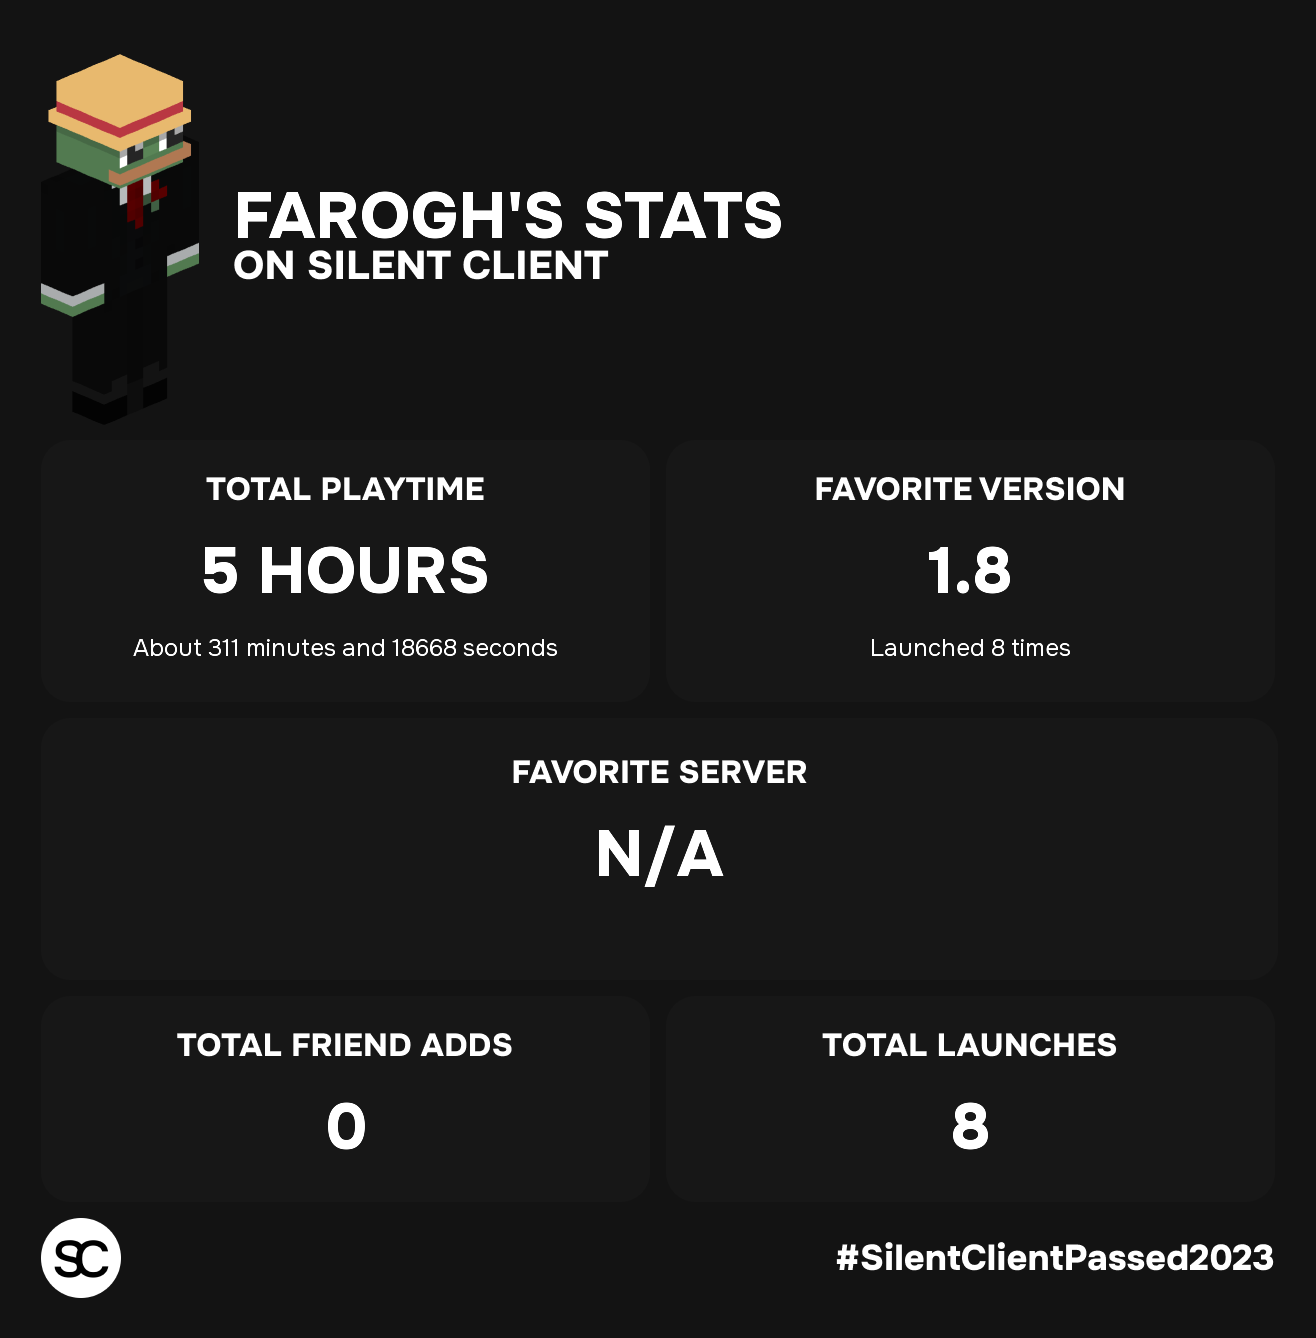 FAROGH'S STATS
ON SILENT CLIENT
TOTAL PLAYTIME
5 HOURS
About 311 minutes and 18668 seconds
FAVORITE VERSION
1.8
Launched 8 times
FAVORITE SERVER
N/A
TOTAL FRIEND ADDS
0
TOTAL LAUNCHES
8
SC
#SilentClientPassed2023